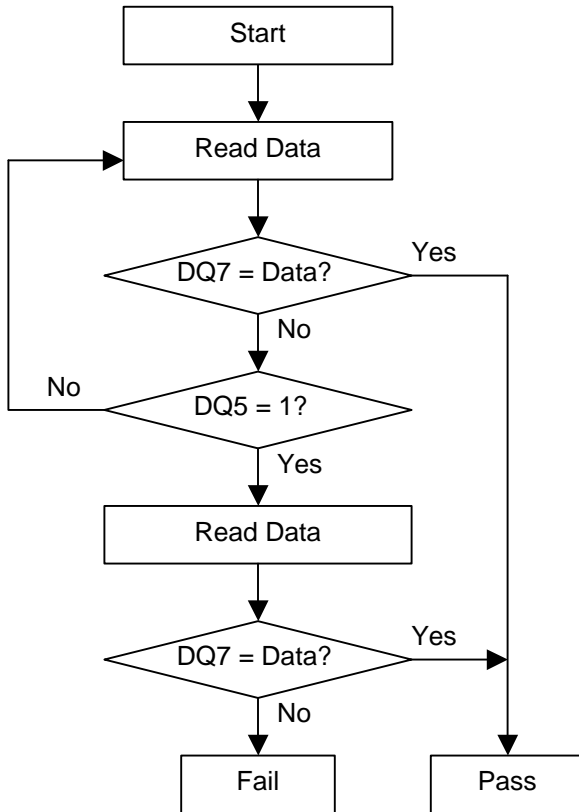 Start
Read Data
DQ7 = Data?
Yes
No
DQ5 = 1?
No
Yes
Read Data
DQ7 = Data?
Yes
No
Fail
Pass